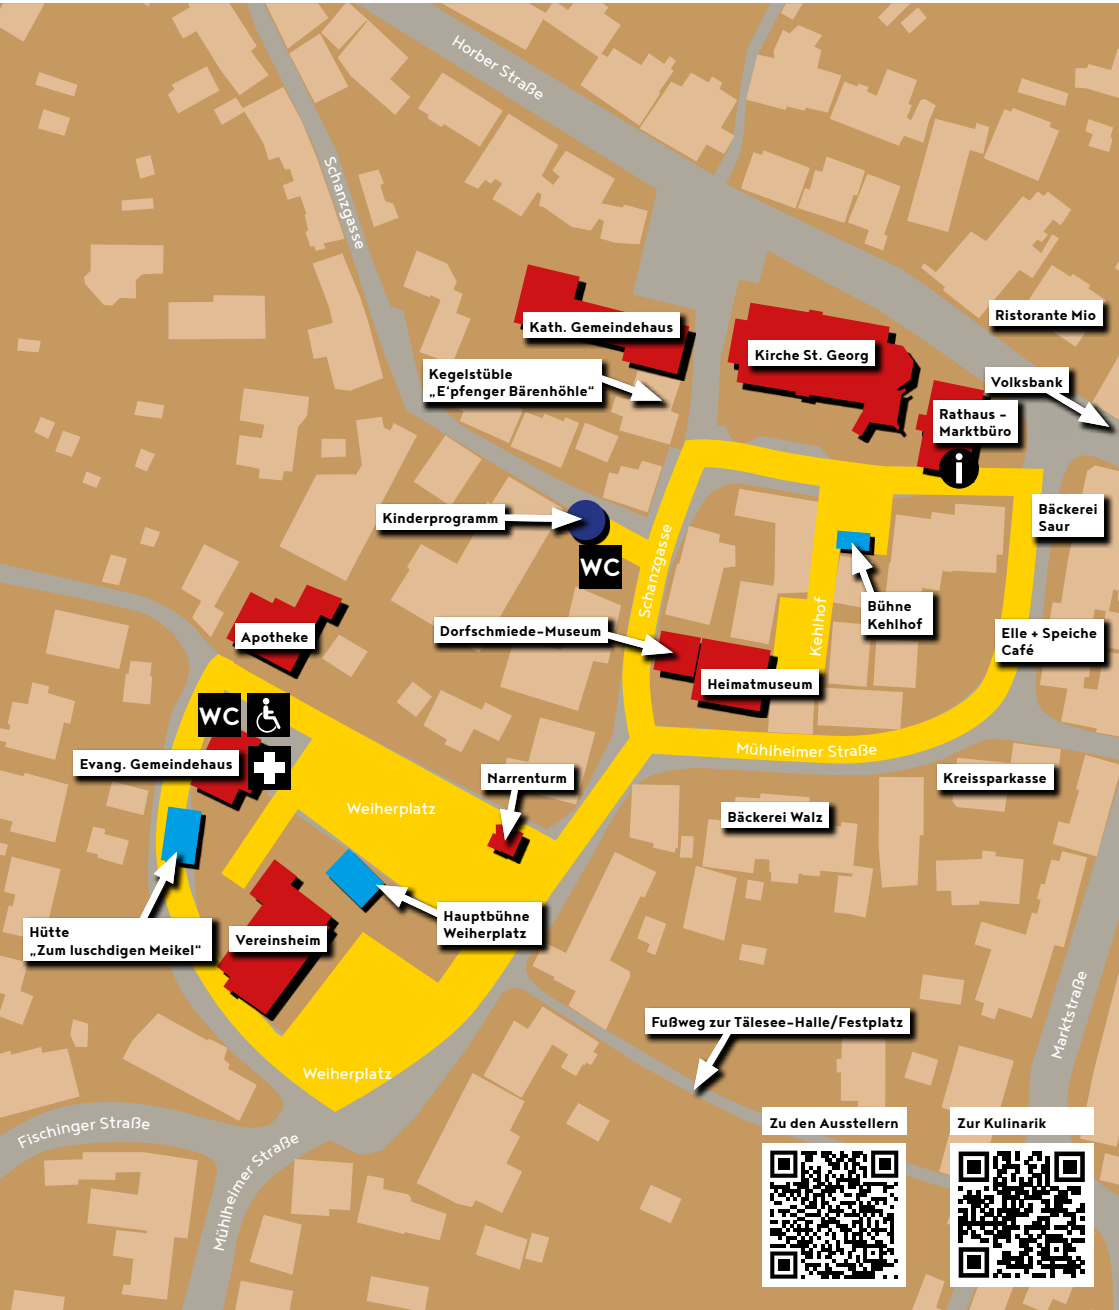 Horber Straße
Schanzgasse
Ristorante Mio
Kath. Gemeindehaus
Kirche St. Georg
Kegelstüble
„E'pfenger Bärenhöhle“
Volksbank
Rathaus -
Marktbüro
i
Bäckerei
Saur
Kinderprogramm
WC
Schanzgasse
Kehlhof
Bühne
Kehlhof
Dorfschmiede-Museum
Elle + Speiche
Café
Apotheke
Heimatmuseum
WC
Mühlheimer Straße
Evang. Gemeindehaus
Narrenturm
Kreissparkasse
Weiherplatz
Bäckerei Walz
Hauptbühne
Weiherplatz
Hütte
„Zum luschdigen Meikel“
Vereinsheim
Fußweg zur Tälesee-Halle/Festplatz
Marktstraße
Weiherplatz
Fischinger Straße
Mühlheimer Straße
Zu den Ausstellern
Zur Kulinarik